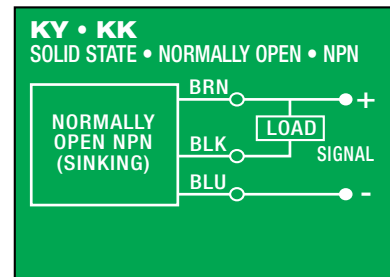 KY • KK
SOLID STATE • NORMALLY OPEN • NPN
BRN
+
NORMALLY
OPEN NPN
(SINKING)
LOAD
BLK
SIGNAL
BLU
-